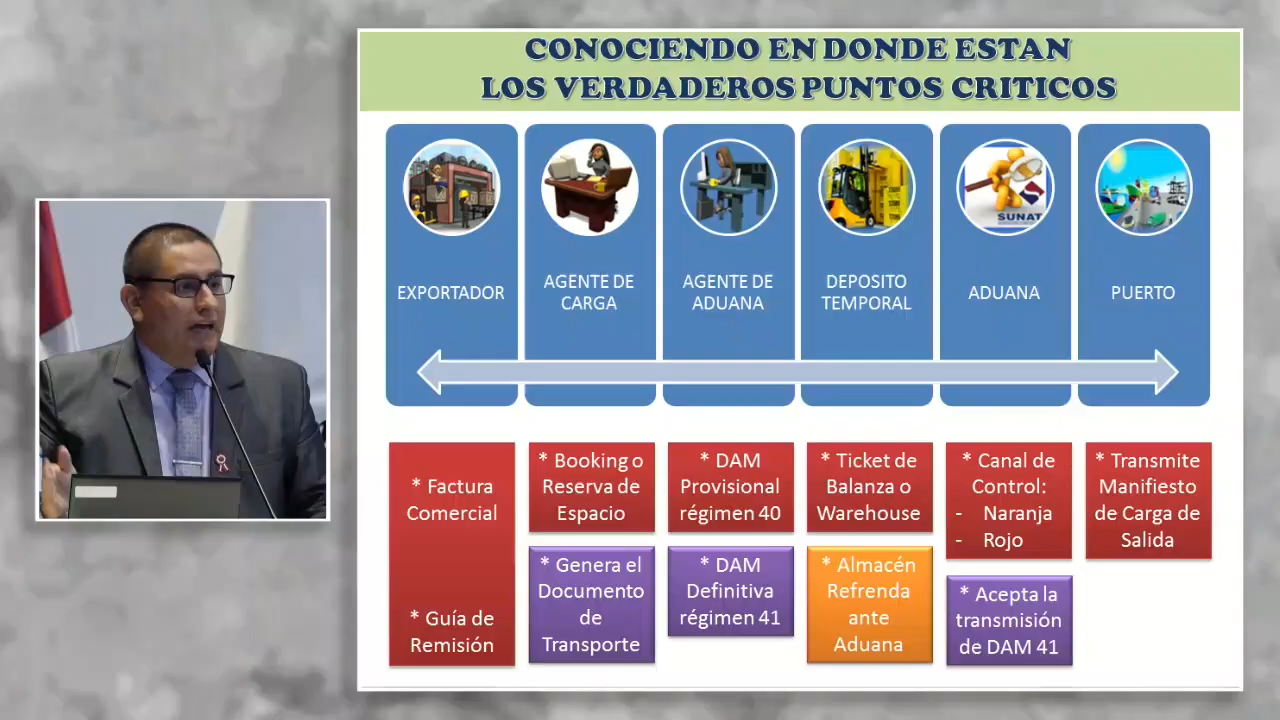 CONOCIENDO EN DONDE ESTAN
LOS VERDADEROS PUNTOS CRITICOS
SUNAT
EXPORTADOR
AGENTE DE
CARGA
AGENTE DE
ADUANA
DEPOSITO
TEMPORAL
ADUANA
PUERTO
* Factura
Comercial
* Guía de
Remisión
* Booking o
Reserva de
Espacio
* Genera el
Documento
de
Transporte
* DAM
Provisional
régimen 40
* DAM
Definitiva
régimen 41
* Ticket de
Balanza o
Warehouse
* Almacén
Refrenda
ante
Aduana
* Canal de
Control:
- Naranja
- Rojo
* Acepta la
transmisión
de DAM 41
* Transmite
Manifiesto
de Carga de
Salida